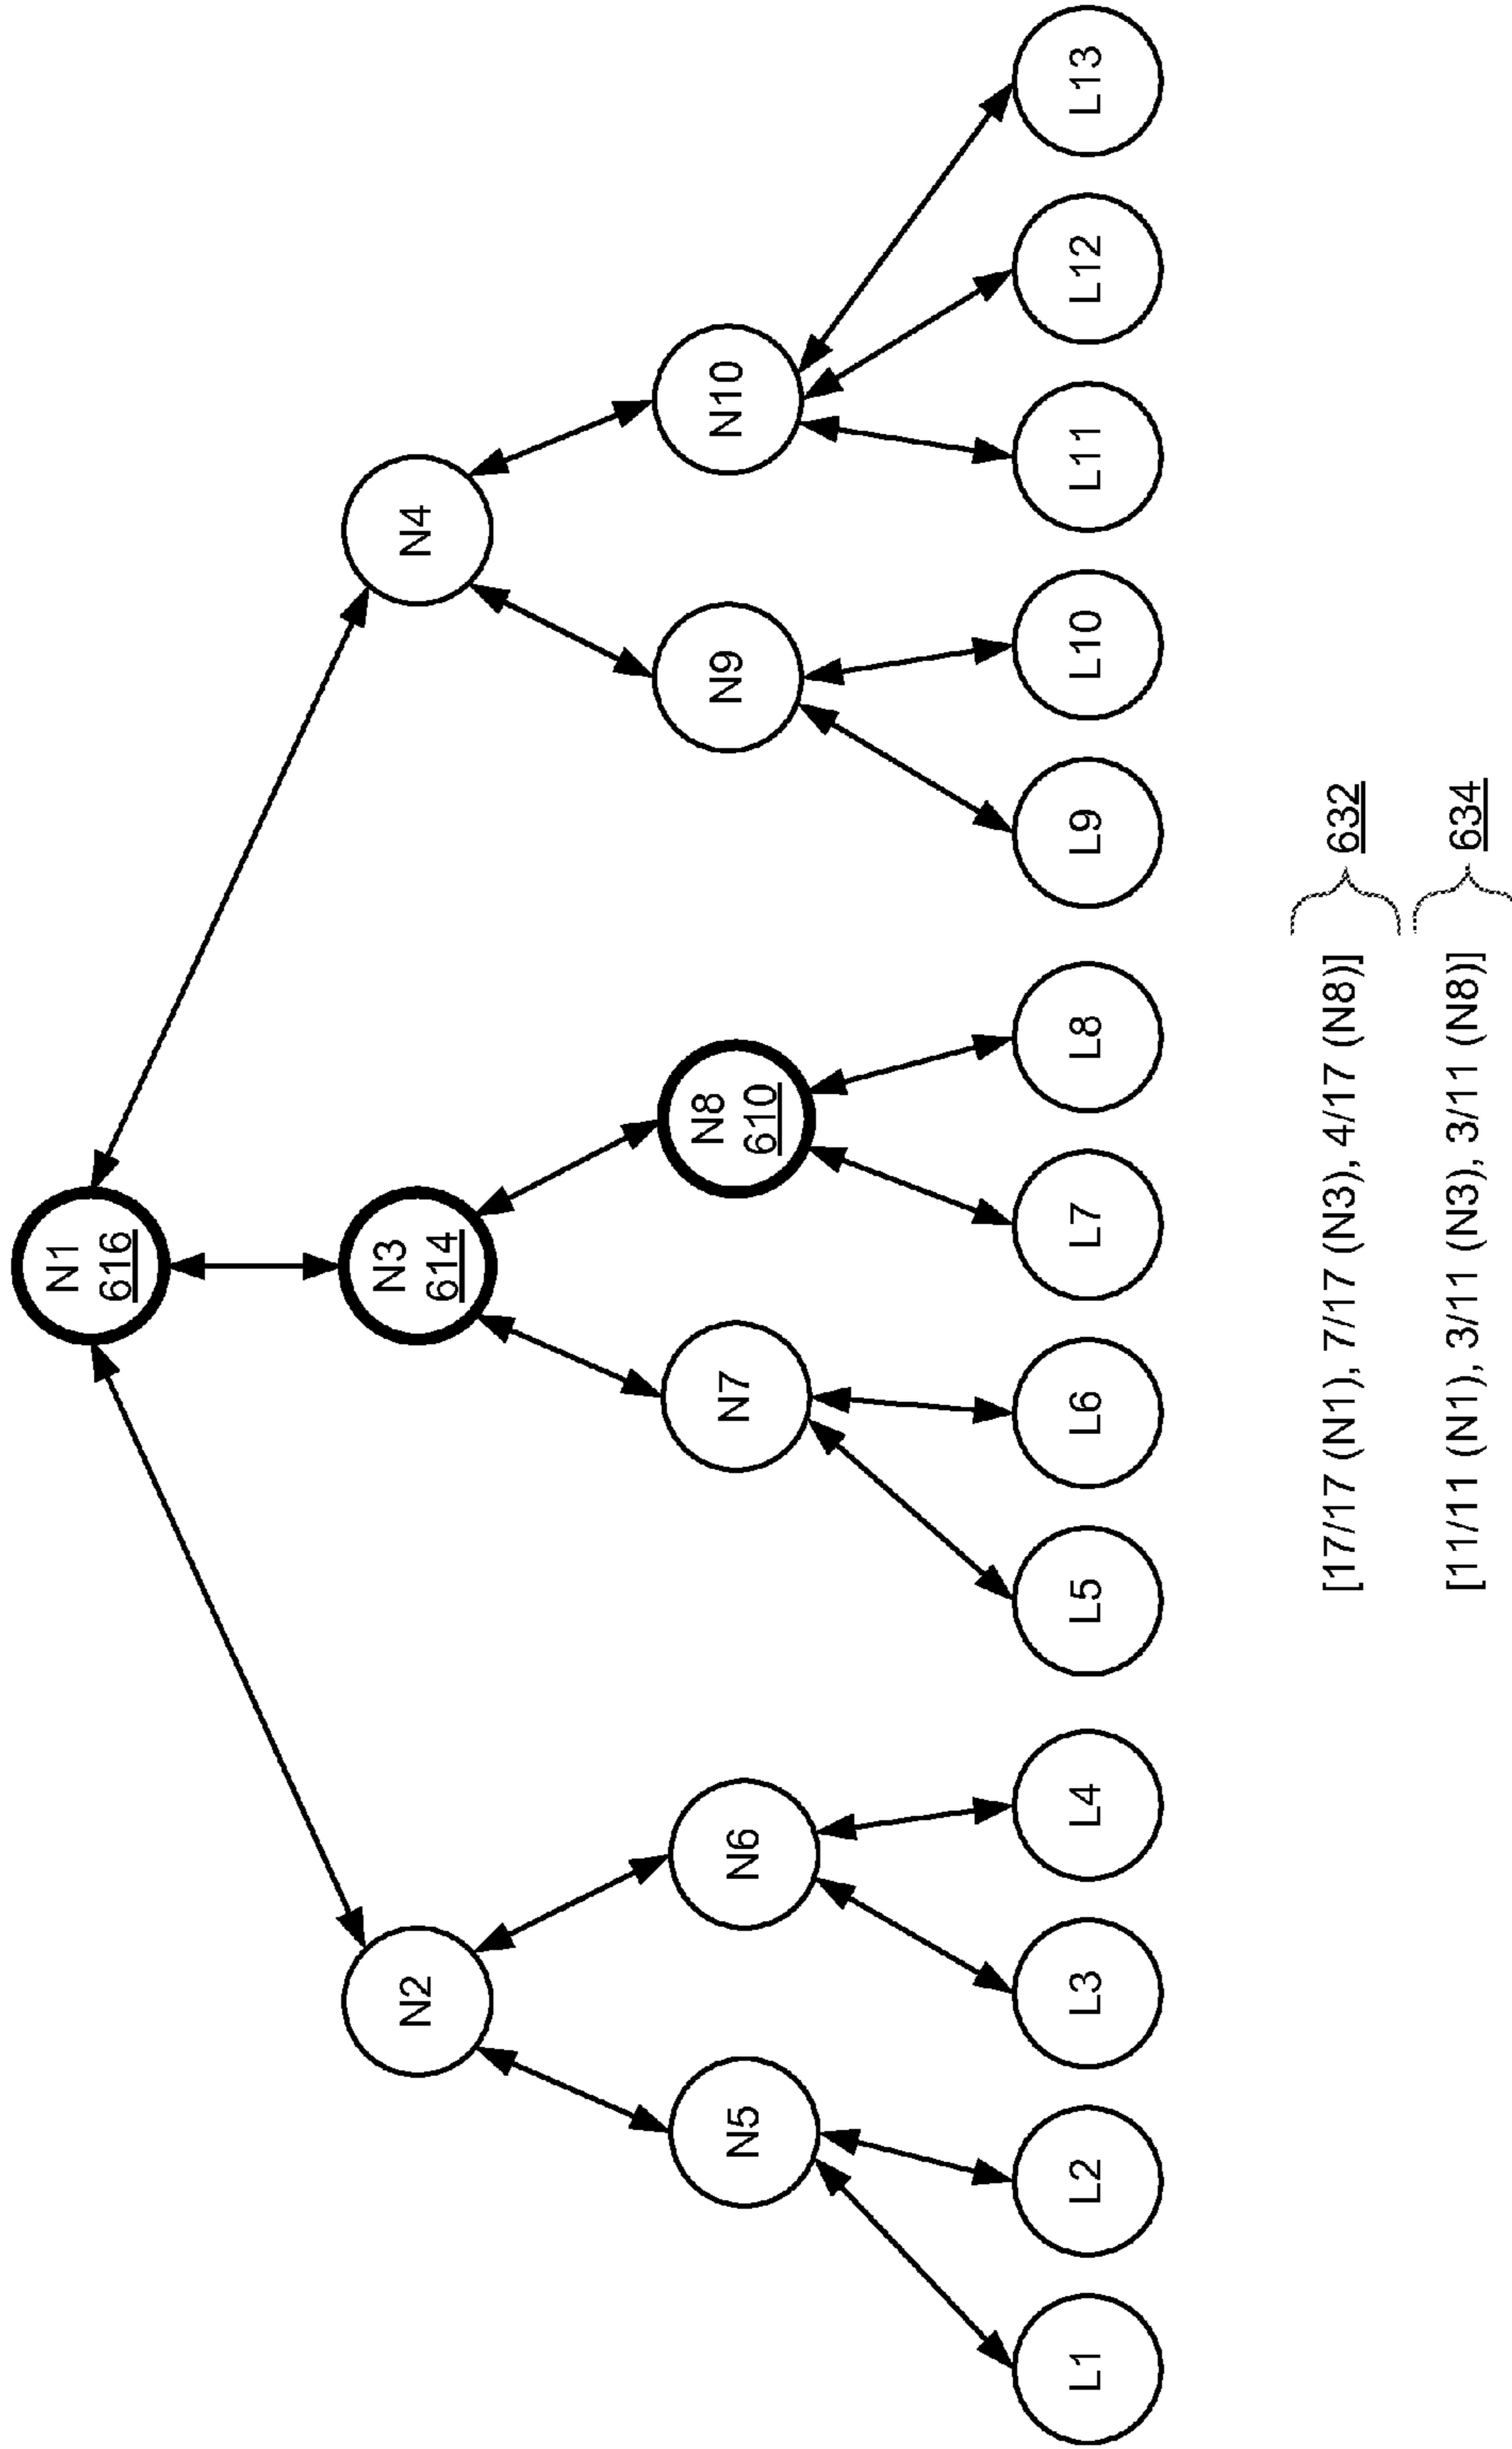 N1
616
N2
N3
614
N4
N5
N6
N7
N8
610
N9
N10
L1
L2
L3
L4
L5
L6
L7
L8
L9
L10
L11
L12
L13
[17/17 (N1), 7/17 (N3), 4/17 (N8)] 632
[11/11 (N1), 3/11 (N3), 3/11 (N8)] 634